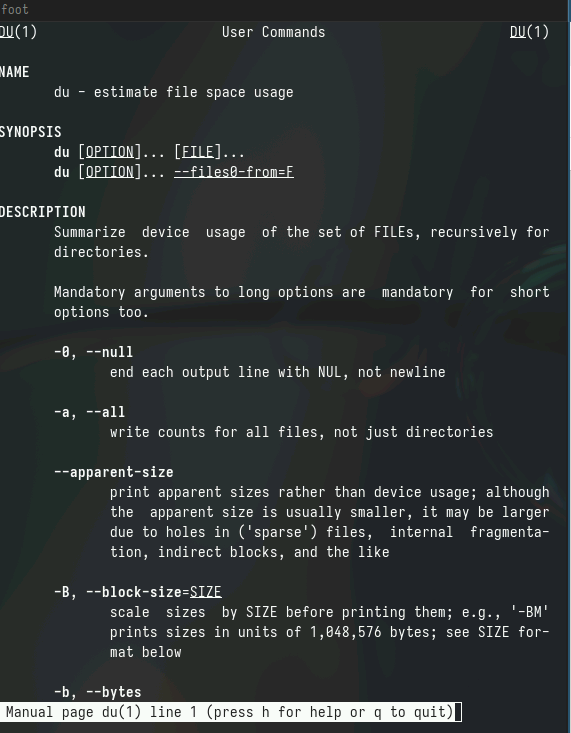 foot
DU(1) User Commands DU(1)
NAME
du - estimate file space usage
SYNOPSIS
du [OPTION]... [FILE]...
du [OPTION]... --files0-from=F
DESCRIPTION
Summarize device usage of the set of FILEs, recursively for
directories.
Mandatory arguments to long options are mandatory for short
options too.
-0, --null
end each output line with NUL, not newline
-a, --all
write counts for all files, not just directories
--apparent-size
print apparent sizes rather than device usage; although
the apparent size is usually smaller, it may be larger
due to holes in ('sparse') files, internal fragmenta-
tion, indirect blocks, and the like
-B, --block-size=SIZE
scale sizes by SIZE before printing them; e.g., '-BM'
prints sizes in units of 1,048,576 bytes; see SIZE for-
mat below
-b, --bytes
Manual page du(1) line 1 (press h for help or q to quit)